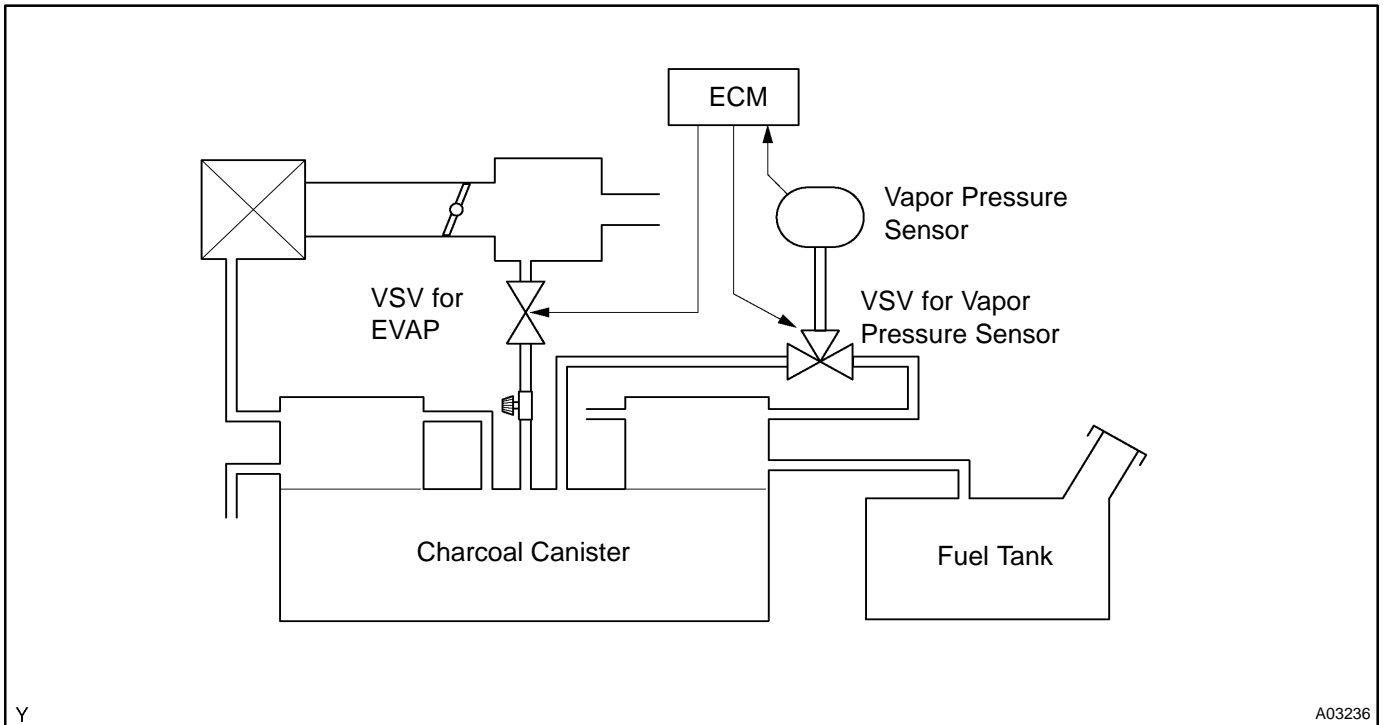 ECM
Vapor Pressure
Sensor
VSV for
EVAP
VSV for Vapor
Pressure Sensor
Charcoal Canister
Fuel Tank
Y
A03236